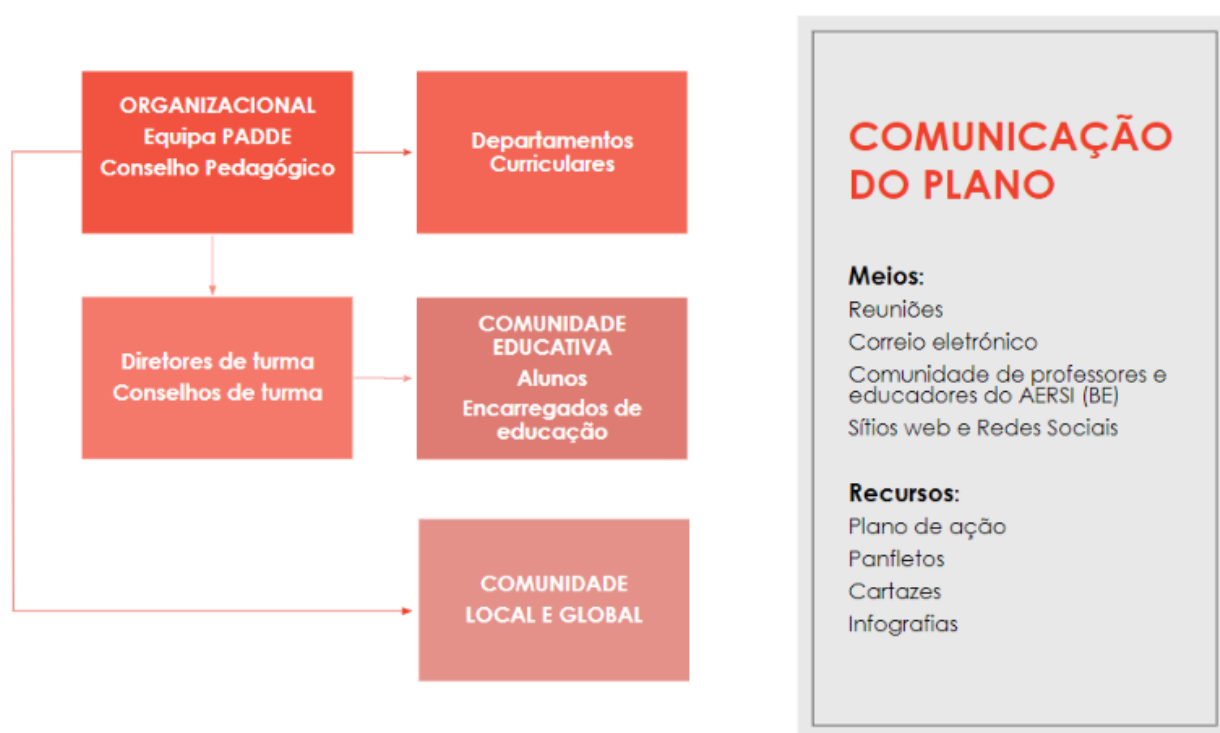 ORGANIZACIONAL
Equipa PADDE
Conselho Pedagógico
Departamentos
Curriculares
Diretores de turma
Conselhos de turma
COMUNIDADE
EDUCATIVA
Alunos
Encarregados de
educação
COMUNIDADE
LOCAL E GLOBAL
COMUNICAÇÃO
DO PLANO
Meios:
Reuniões
Correio eletrónico
Comunidade de professores e
educadores do AERSI (BE)
Sítios web e Redes Sociais
Recursos:
Plano de ação
Panfletos
Cartazes
Infografias